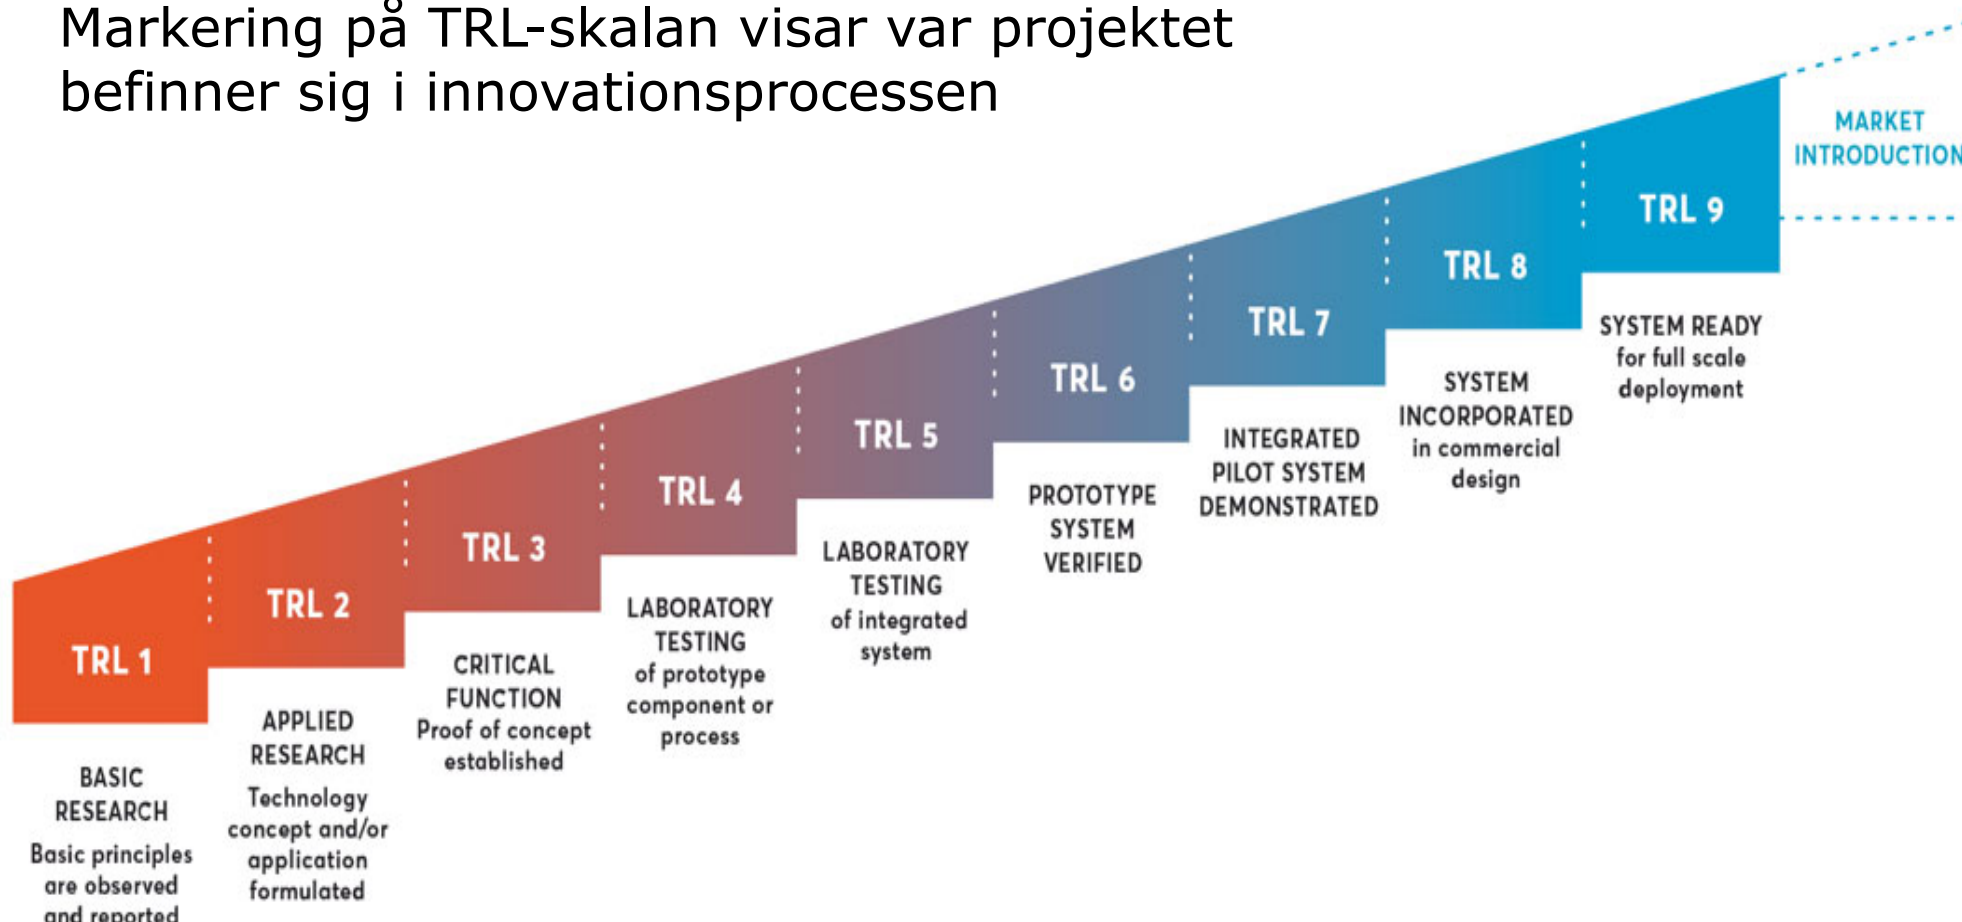 Markering på TRL-skalan visar var projektet
befinner sig i innovationsprocessen
TRL 1
BASIC
RESEARCH
Basic principles
are observed
and reported
TRL 2
APPLIED
RESEARCH
Technology
concept and/or
application
formulated
TRL 3
CRITICAL
FUNCTION
Proof of concept
established
TRL 4
LABORATORY
TESTING
of prototype
component or
process
TRL 5
LABORATORY
TESTING
of integrated
system
TRL 6
PROTOTYPE
SYSTEM
VERIFIED
TRL 7
INTEGRATED
PILOT SYSTEM
DEMONSTRATED
TRL 8
SYSTEM
INCORPORATED
in commercial
design
TRL 9
SYSTEM READY
for full scale
deployment
MARKET
INTRODUCTION